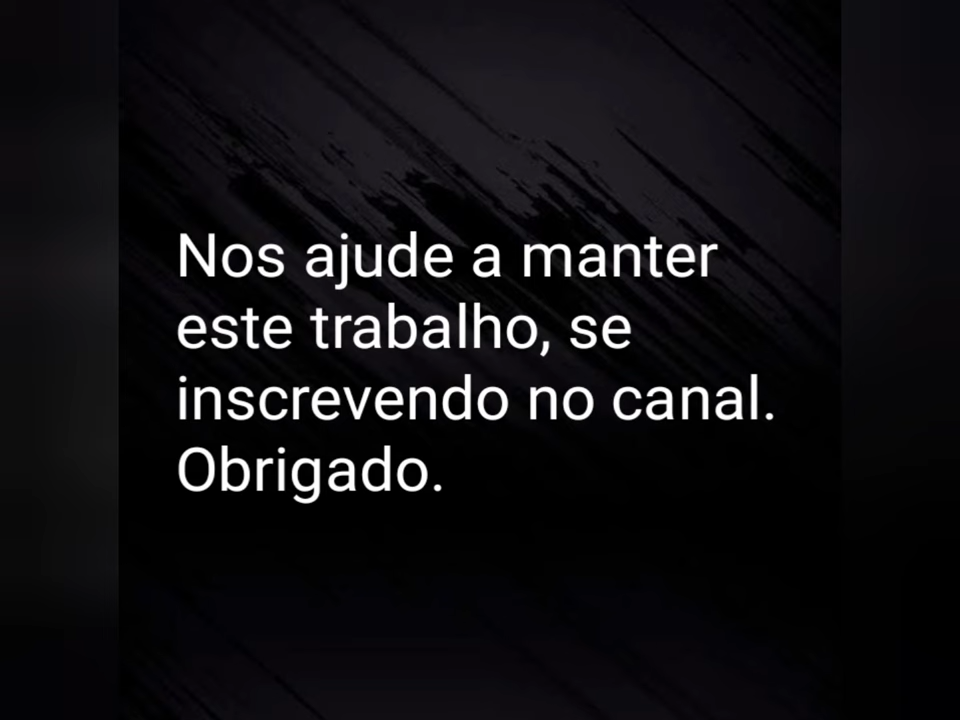 Nos ajude a manter
este trabalho, se
inscrevendo no canal.
Obrigado.